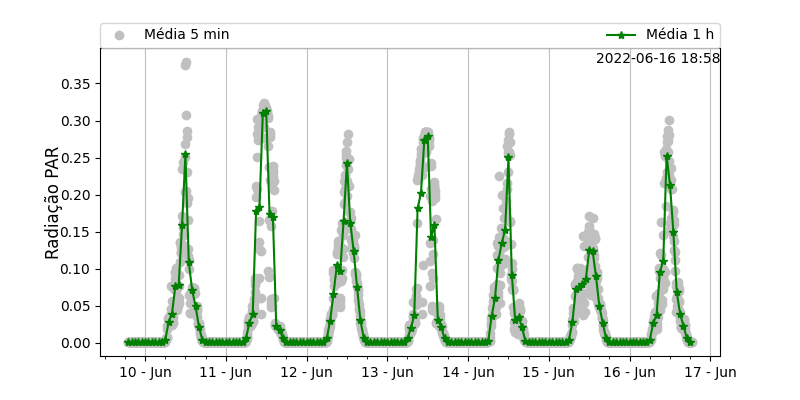 Média 5 min
Média 1 h
2022-06-16 18:58
Radiação PAR
0.35
0.30
0.25
0.20
0.15
0.10
0.05
0.00
10 - Jun
11 - Jun
12 - Jun
13 - Jun
14 - Jun
15 - Jun
16 - Jun
17 - Jun